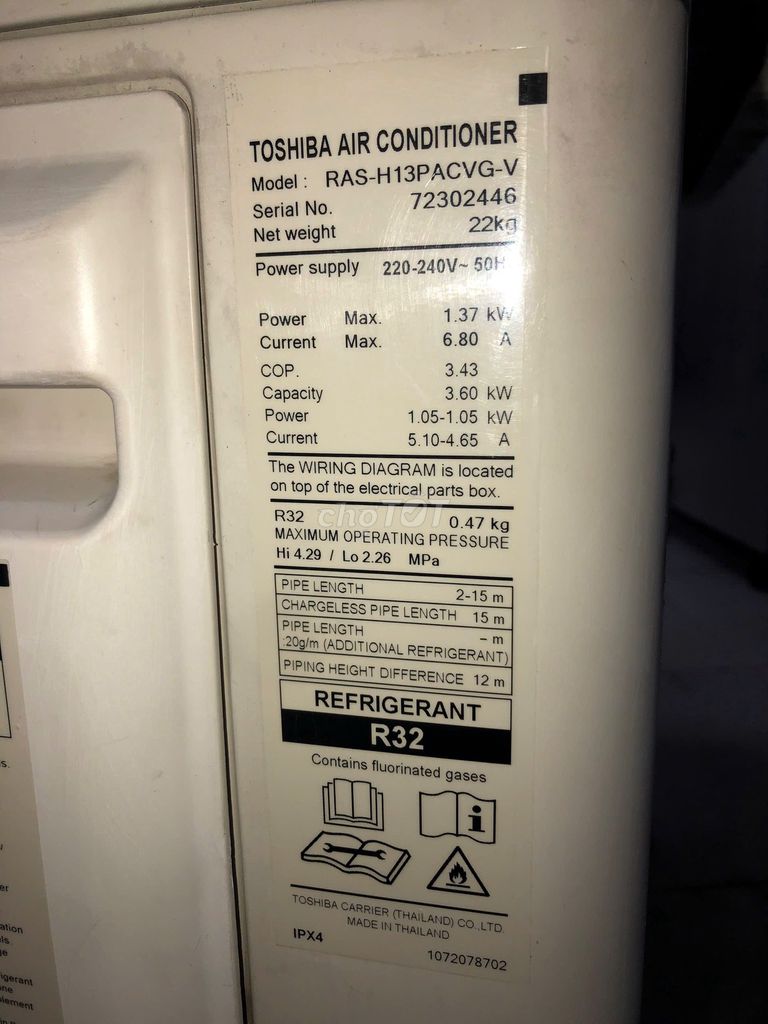 TOSHIBA AIR CONDITIONER
Model : RAS-H13PACVG-V
Serial No. 72302446
Net weight 22kg
Power supply 220-240V~ 50H
Power Max. 1.37 kW
Current Max. 6.80 A
COP. 3.43
Capacity 3.60 kW
Power 1.05-1.05 kW
Current 5.10-4.65 A
The WIRING DIAGRAM is located
on top of the electrical parts box.
choTỐT
R32 0.47 kg
MAXIMUM OPERATING PRESSURE
Hi 4.29 / Lo 2.26 MPa
PIPE LENGTH 2-15 m
CHARGELESS PIPE LENGTH 15 m
PIPE LENGTH – m
:20g/m (ADDITIONAL REFRIGERANT)
PIPING HEIGHT DIFFERENCE 12 m
REFRIGERANT
R32
Contains fluorinated gases
i
TOSHIBA CARRIER (THAILAND) CO.,LTD.
MADE IN THAILAND
IPX4
1072078702